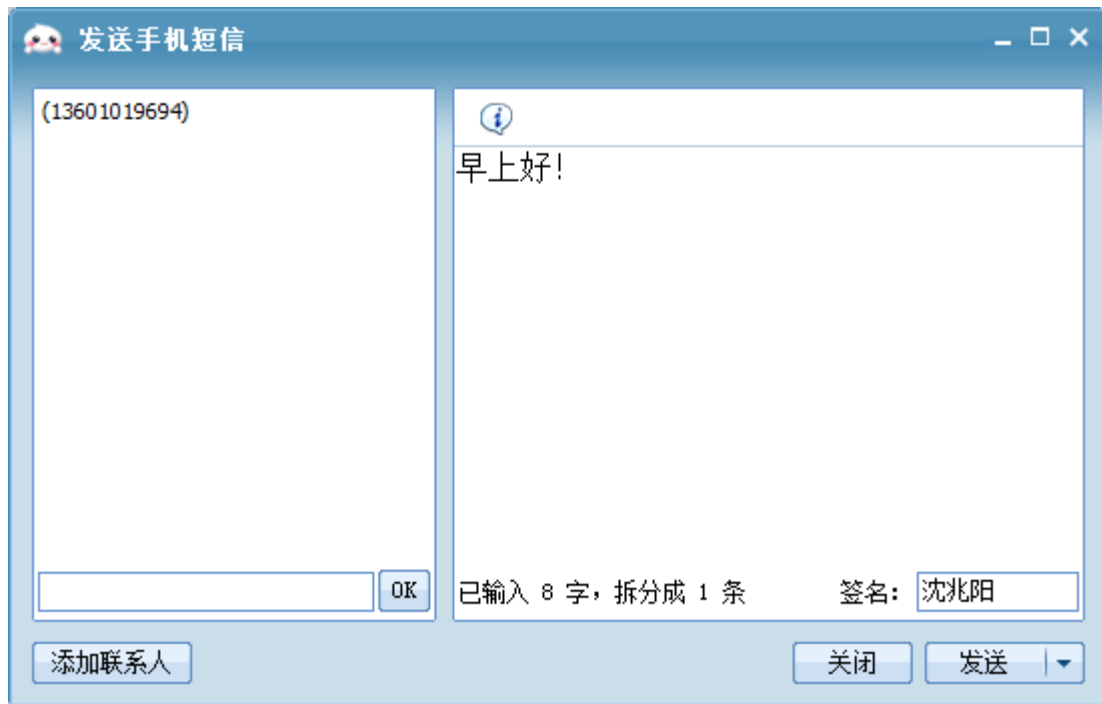 发送手机短信
(13601019694)
早上好!
OK
已输入 8 字，拆分成 1 条
签名: 沈兆阳
添加联系人
关闭
发送